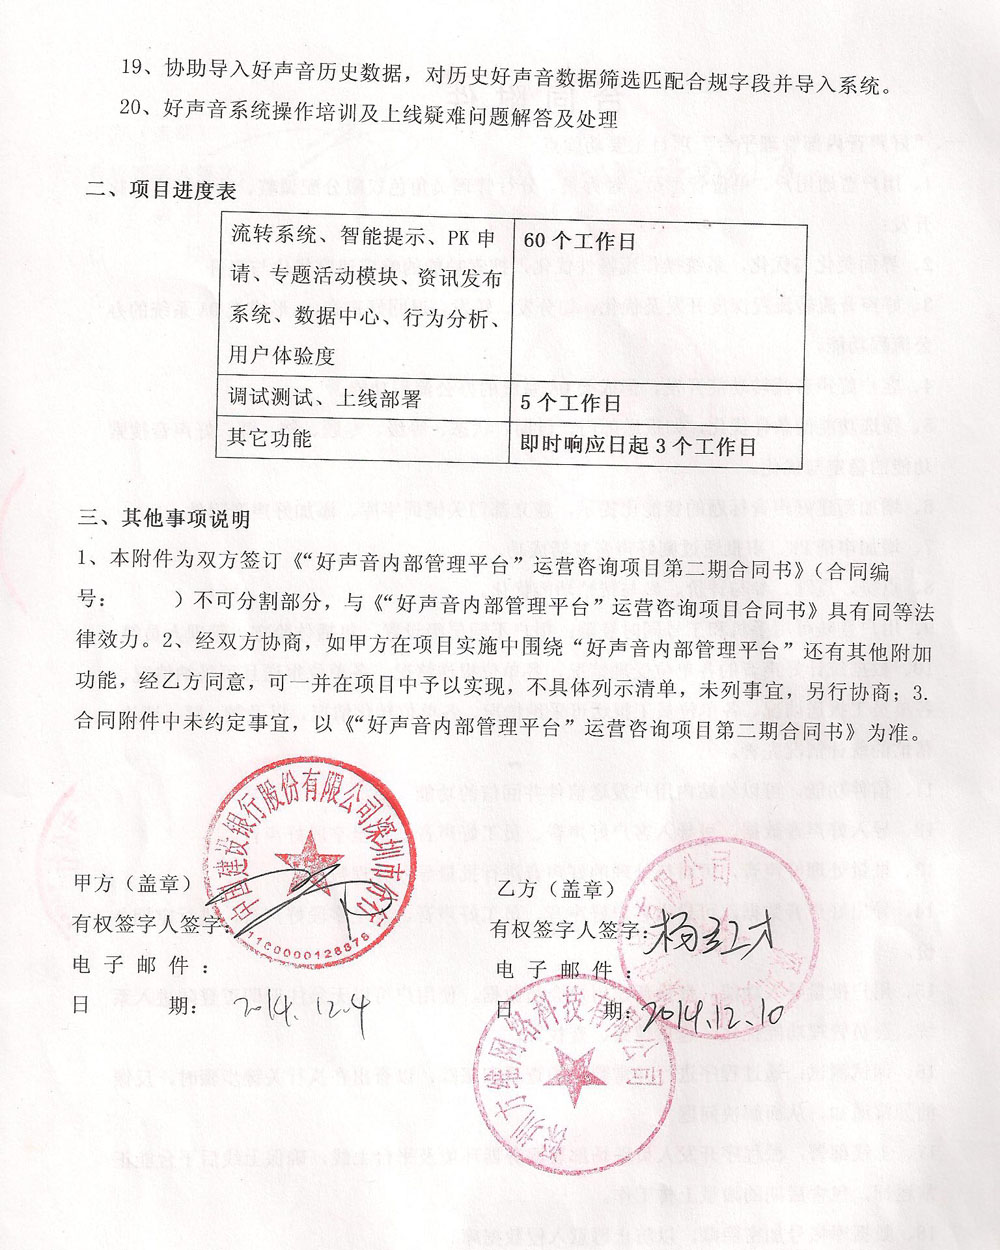 19、协助导入好声音历史数据，对历史好声音数据筛选匹配合规字段并导入系统。
20、好声音系统操作培训及上线疑难问题解答及处理
二、项目进度表
流转系统、智能提示、PK 申
请、专题活动模块、资讯发布
系统、数据中心、行为分析、
用户体验度
60 个工作日
调试测试、上线部署
5 个工作日
其它功能
即时响应日起 3 个工作日
三、其他事项说明
1、本附件为双方签订《“好声音内部管理平台”运营咨询项目第二期合同书》（合同编
号：　　　）不可分割部分，与《“好声音内部管理平台”运营咨询项目合同书》具有同等法
律效力。2、经双方协商，如甲方在项目实施中围绕“好声音内部管理平台”还有其他附加
功能，经乙方同意，可一并在项目中予以实现，不具体列示清单，未列事宜，另行协商；3.
合同附件中未约定事宜，以《“好声音内部管理平台”运营咨询项目第二期合同书》为准。
中国建设银行股份有限公司深圳市分行
1100000128878
甲方（盖章）
有权签字人签字：
电 子 邮 件 ：
日　　　期： 2014.12.4
乙方（盖章）
有权签字人签字：
电 子 邮 件 ：
日　　　期： 2014.12.10
深圳方维网络科技有限公司